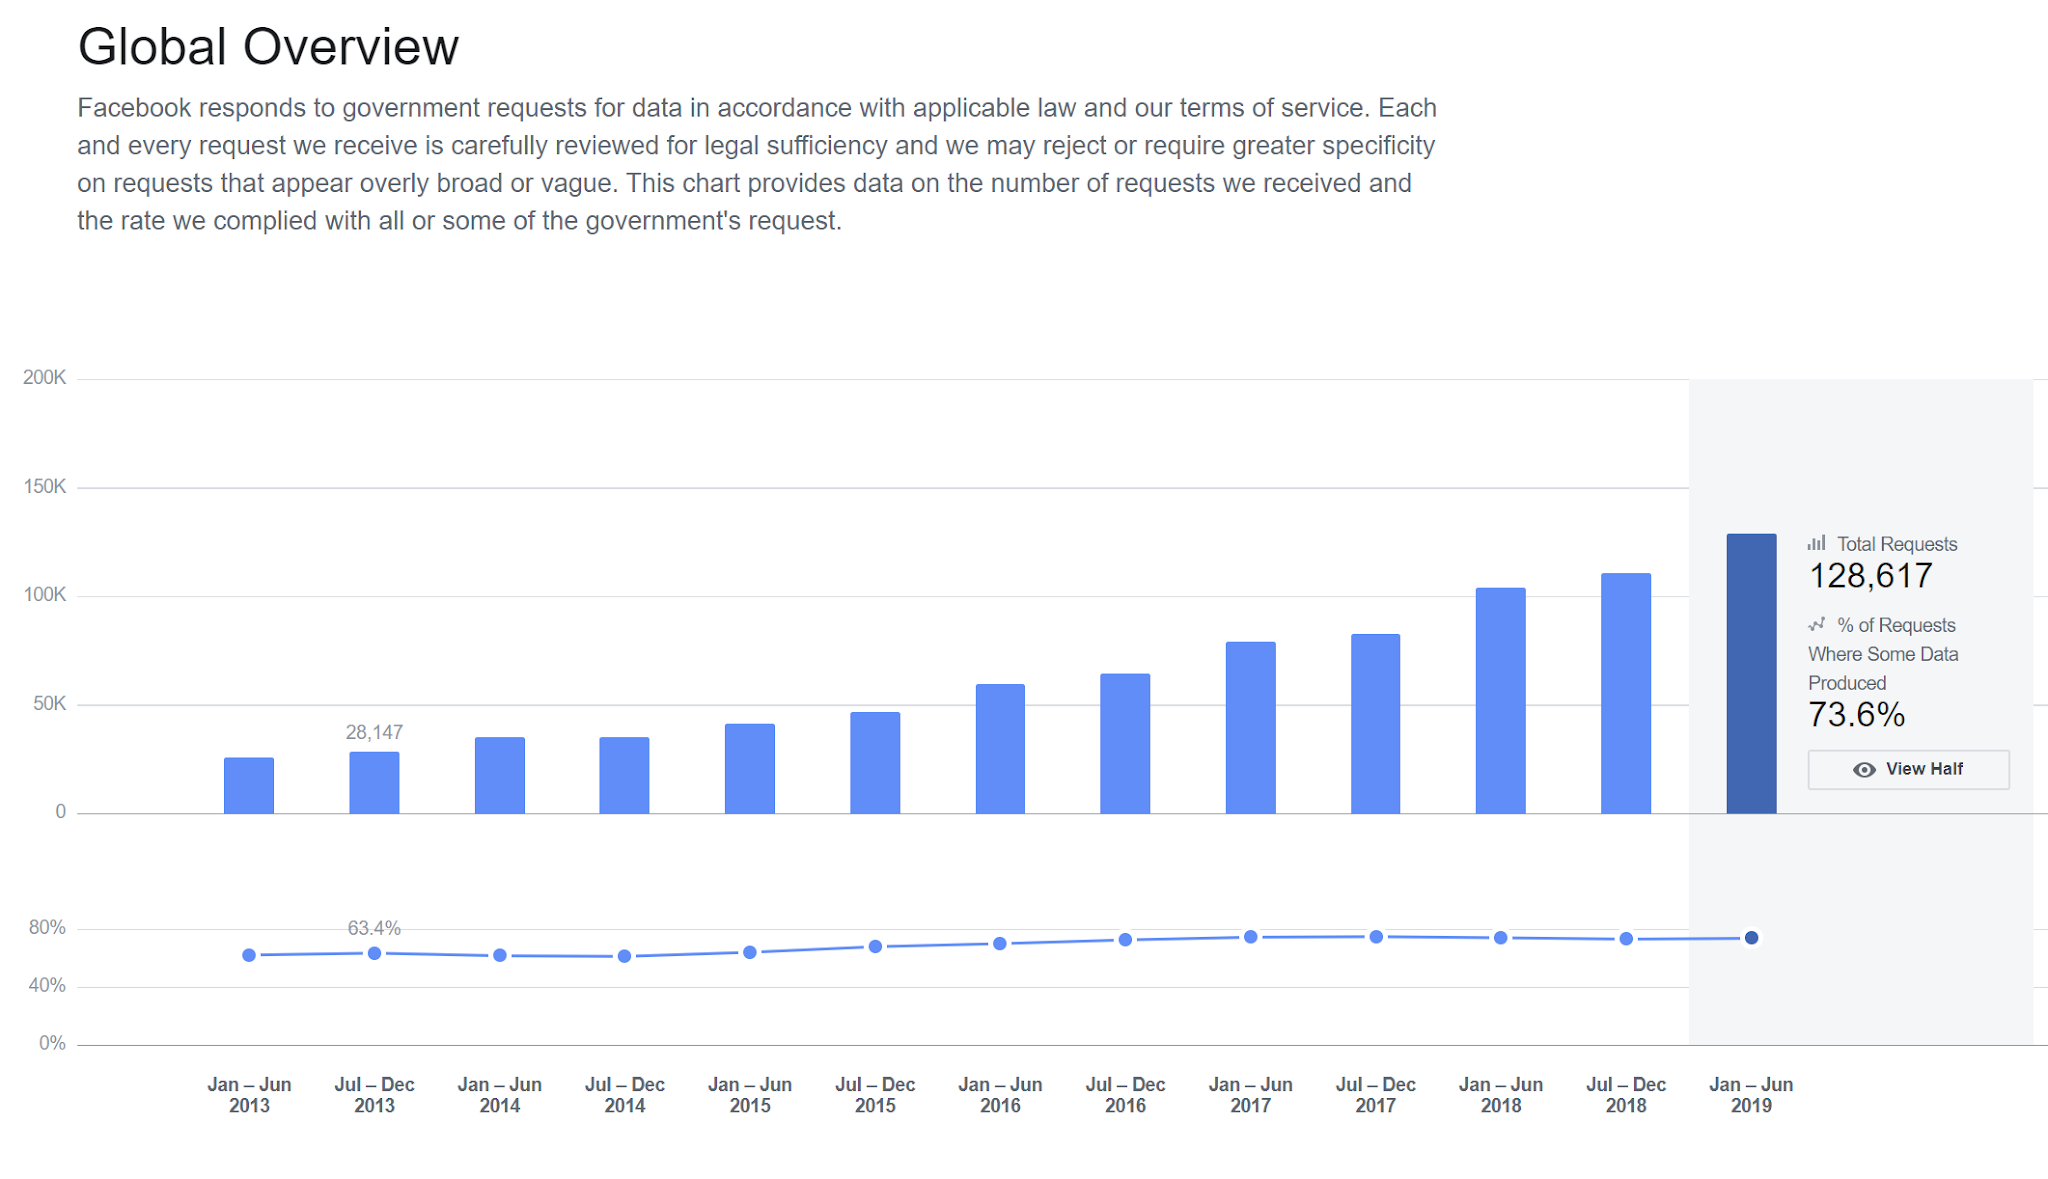 Global Overview
Facebook responds to government requests for data in accordance with applicable law and our terms of service. Each
and every request we receive is carefully reviewed for legal sufficiency and we may reject or require greater specificity
on requests that appear overly broad or vague. This chart provides data on the number of requests we received and
the rate we complied with all or some of the government's request.
200K
150K
100K
50K
0
28,147
Total Requests
128,617
% of Requests
Where Some Data
Produced
73.6%
View Half
80%
40%
0%
63.4%
Jan – Jun
2013
Jul – Dec
2013
Jan – Jun
2014
Jul – Dec
2014
Jan – Jun
2015
Jul – Dec
2015
Jan – Jun
2016
Jul – Dec
2016
Jan – Jun
2017
Jul – Dec
2017
Jan – Jun
2018
Jul – Dec
2018
Jan – Jun
2019